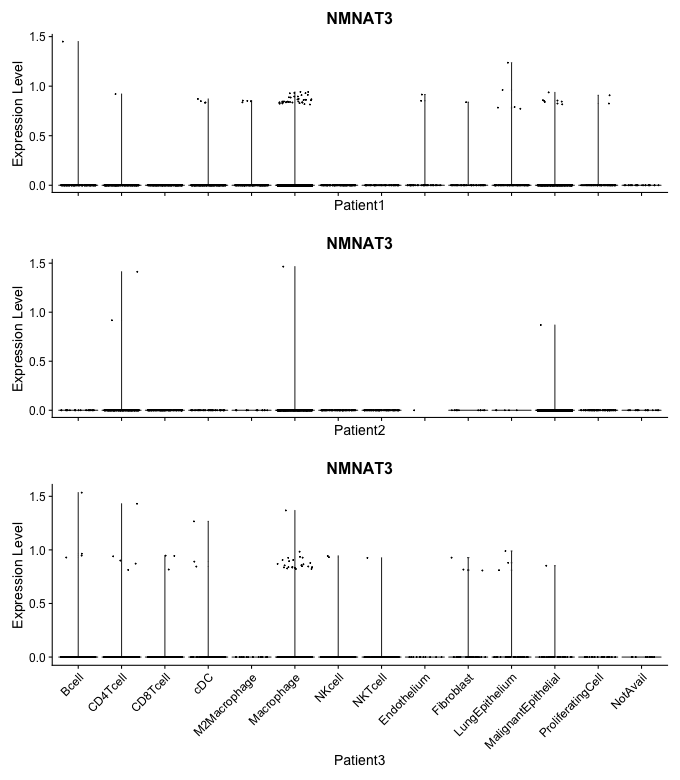 NMNAT3
Expression Level
1.5
1.0
0.5
0.0
Patient1
NMNAT3
Expression Level
1.5
1.0
0.5
0.0
Patient2
NMNAT3
Expression Level
1.5
1.0
0.5
0.0
Bcell
CD4Tcell
CD8Tcell
cDC
M2Macrophage
Macrophage
NKcell
NKTcell
Endothelium
Fibroblast
LungEpithelium
MalignantEpithelial
ProliferatingCell
NotAvail
Patient3